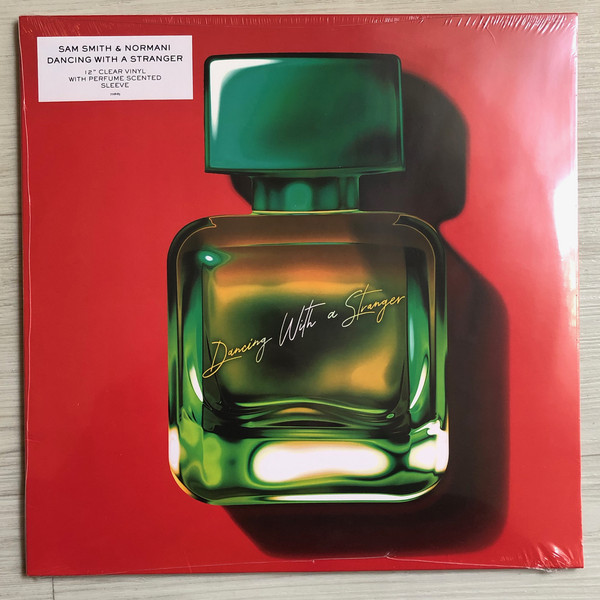 SAM SMITH & NORMANI
DANCING WITH A STRANGER
12" CLEAR VINYL
WITH PERFUME SCENTED
SLEEVE
Dancing With a Stranger